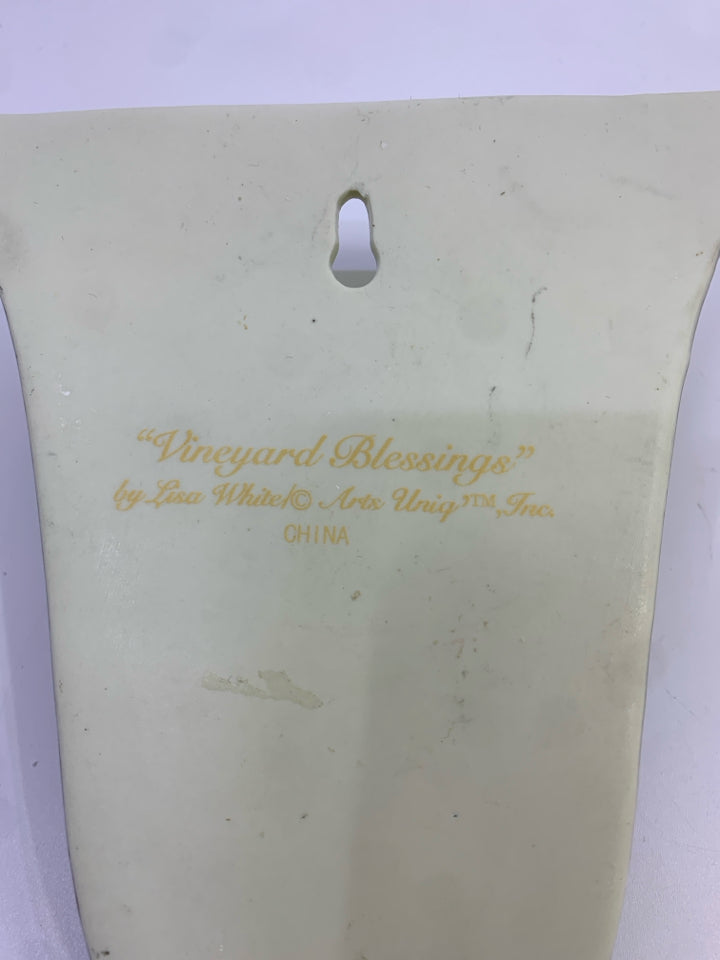 “Vineyard Blessings”
by Lisa White/© Arts Uniq’™, Inc.
CHINA